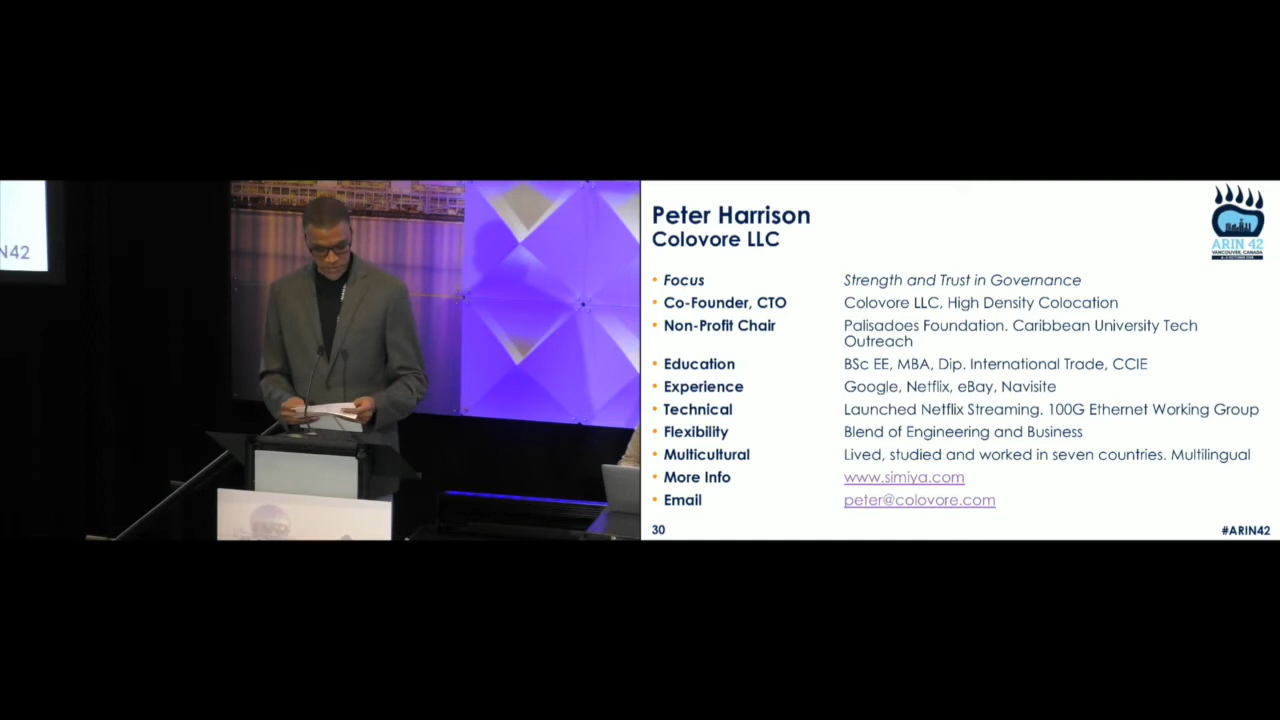 N42
Peter Harrison
Colovore LLC
ARIN 42
VANCOUVER, CANADA
• Focus Strength and Trust in Governance
• Co-Founder, CTO Colovore LLC, High Density Colocation
• Non-Profit Chair Palisadoes Foundation. Caribbean University Tech
Outreach
• Education BSc EE, MBA, Dip. International Trade, CCIE
• Experience Google, Netflix, eBay, Navisite
• Technical Launched Netflix Streaming. 100G Ethernet Working Group
• Flexibility Blend of Engineering and Business
• Multicultural Lived, studied and worked in seven countries. Multilingual
• More Info www.simiya.com
• Email peter@colovore.com
30 #ARIN42